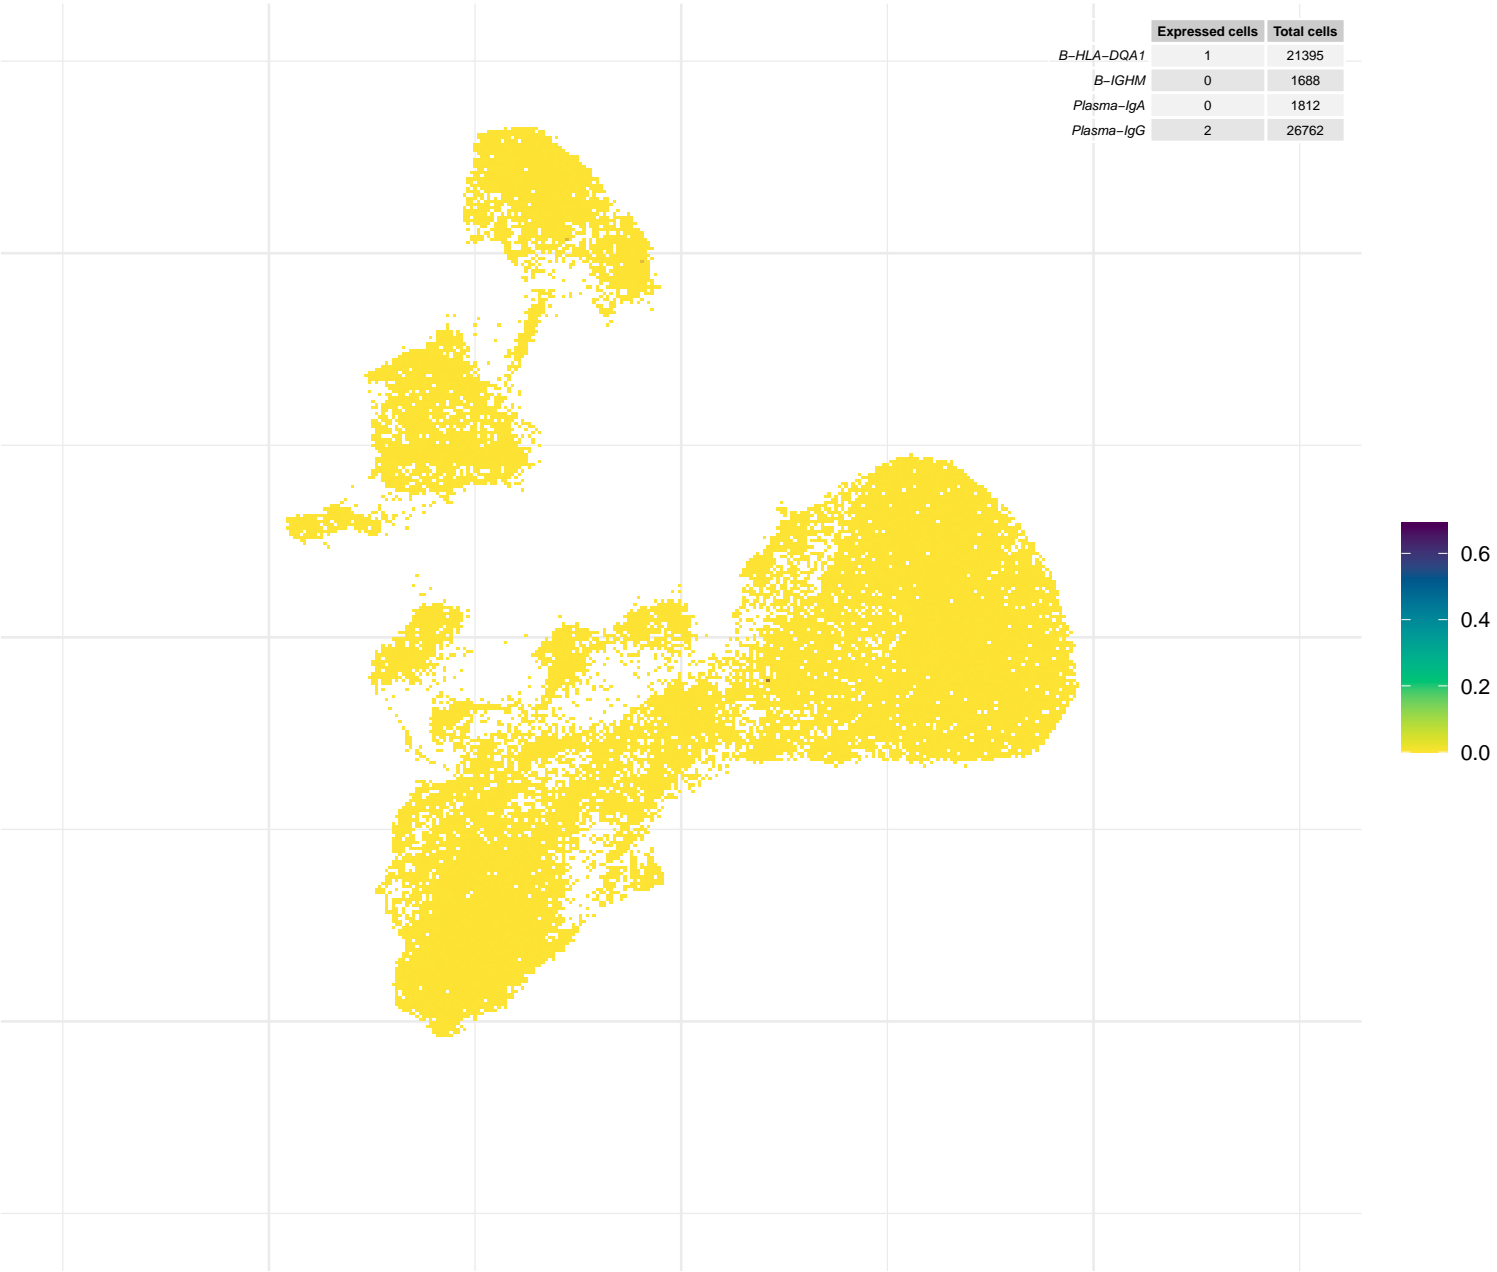 Expressed cells Total cells
B−HLA−DQA1 1 21395
B−IGHM 0 1688
Plasma−IgA 0 1812
Plasma−IgG 2 26762
0.6
0.4
0.2
0.0